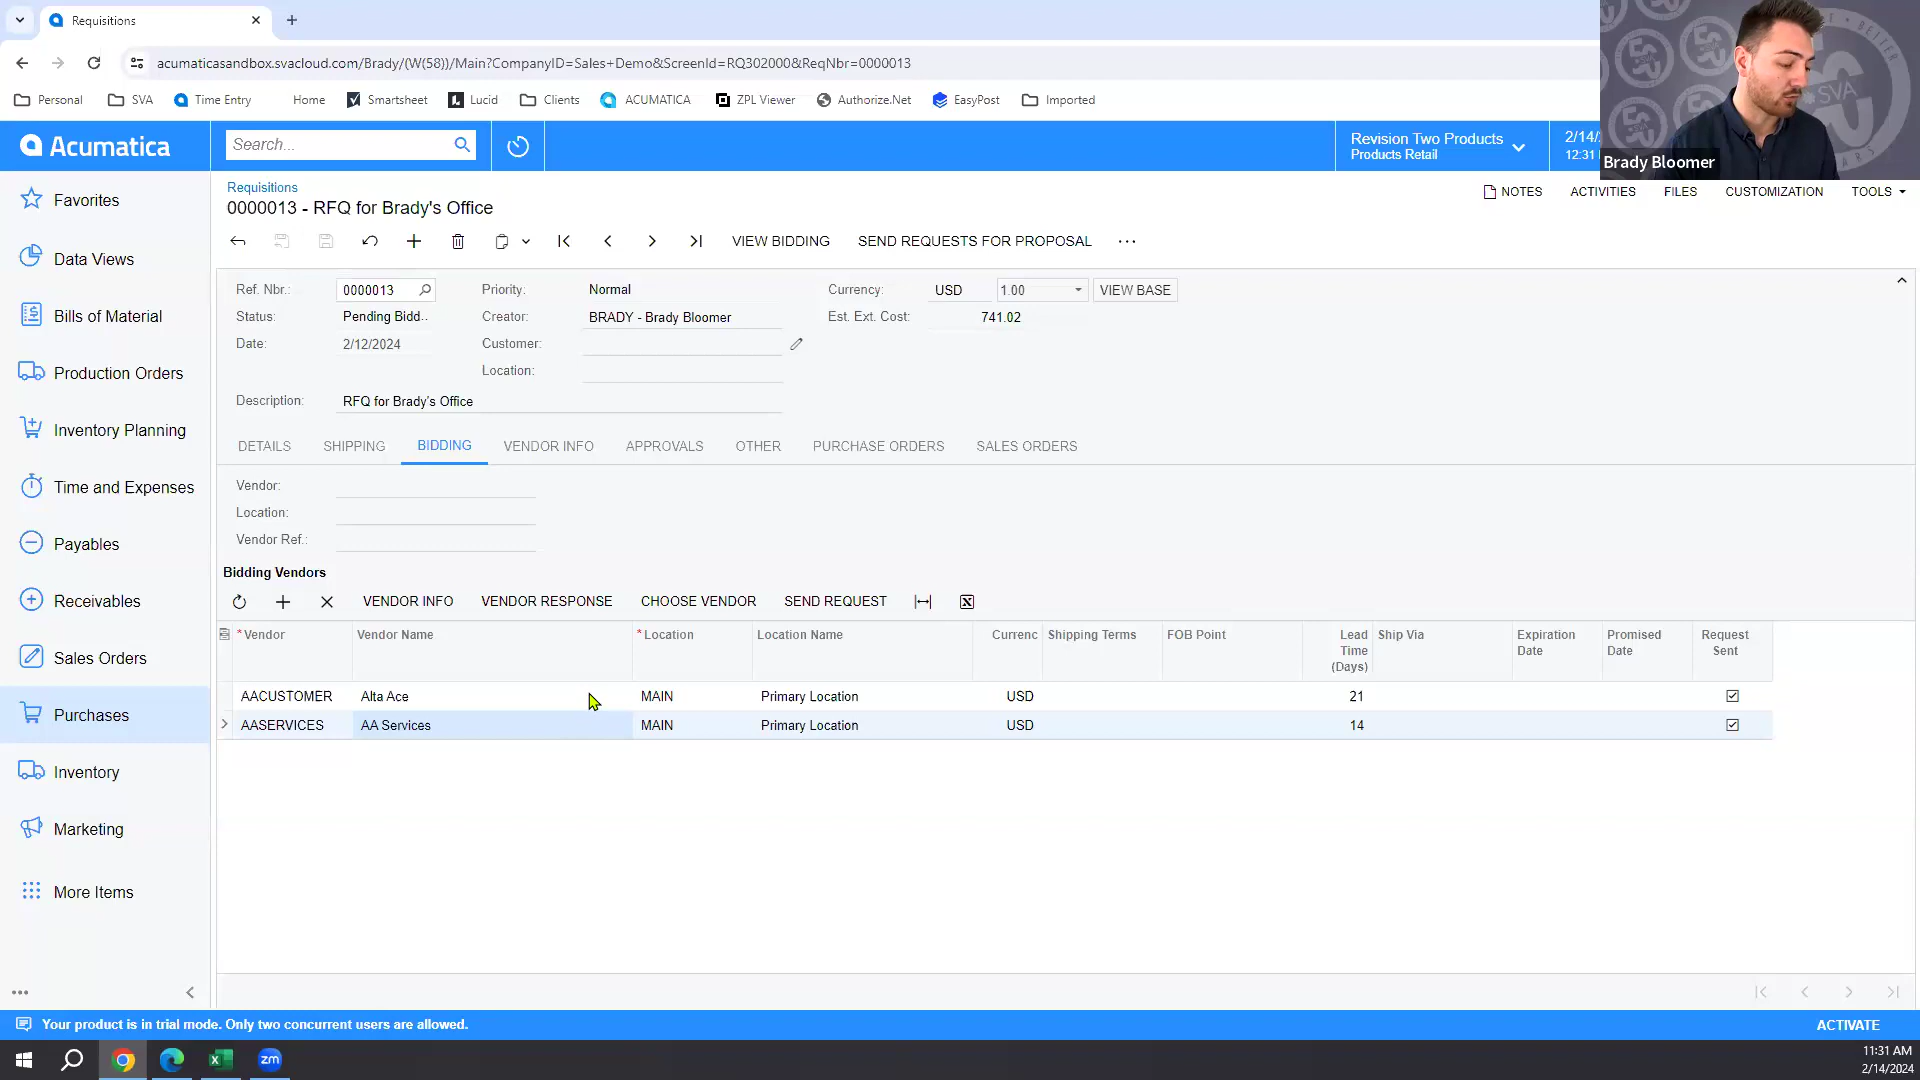 Requisitions
acumaticasandbox.svacloud.com/Brady/(W(58))/Main?CompanyID=Sales+Demo&ScreenId=RQ302000&ReqNbr=0000013
Personal SVA Time Entry Home Smartsheet Lucid Clients ACUMATICA ZPL Viewer Authorize.Net EasyPost Imported
Acumatica Search... Revision Two Products
Products Retail
2/14/
12:31
Brady Bloomer
Favorites
Data Views
Bills of Material
Production Orders
Inventory Planning
Time and Expenses
Payables
Receivables
Sales Orders
Purchases
Inventory
Marketing
More Items
Requisitions
0000013 - RFQ for Brady's Office
NOTES ACTIVITIES FILES CUSTOMIZATION TOOLS
VIEW BIDDING SEND REQUESTS FOR PROPOSAL
Ref. Nbr.: 0000013 Priority: Normal Currency: USD 1.00 VIEW BASE
Status: Pending Bidd.. Creator: BRADY - Brady Bloomer Est. Ext. Cost: 741.02
Date: 2/12/2024 Customer:
Location:
Description: RFQ for Brady's Office
DETAILS SHIPPING BIDDING VENDOR INFO APPROVALS OTHER PURCHASE ORDERS SALES ORDERS
Vendor:
Location:
Vendor Ref.:
Bidding Vendors
VENDOR INFO VENDOR RESPONSE CHOOSE VENDOR SEND REQUEST
* Vendor Vendor Name * Location Location Name Currenc Shipping Terms FOB Point Lead Time (Days) Ship Via Expiration Date Promised Date Request Sent
AACUSTOMER Alta Ace MAIN Primary Location USD 21
AASERVICES AA Services MAIN Primary Location USD 14
Your product is in trial mode. Only two concurrent users are allowed. ACTIVATE
zm
11:31 AM
2/14/2024